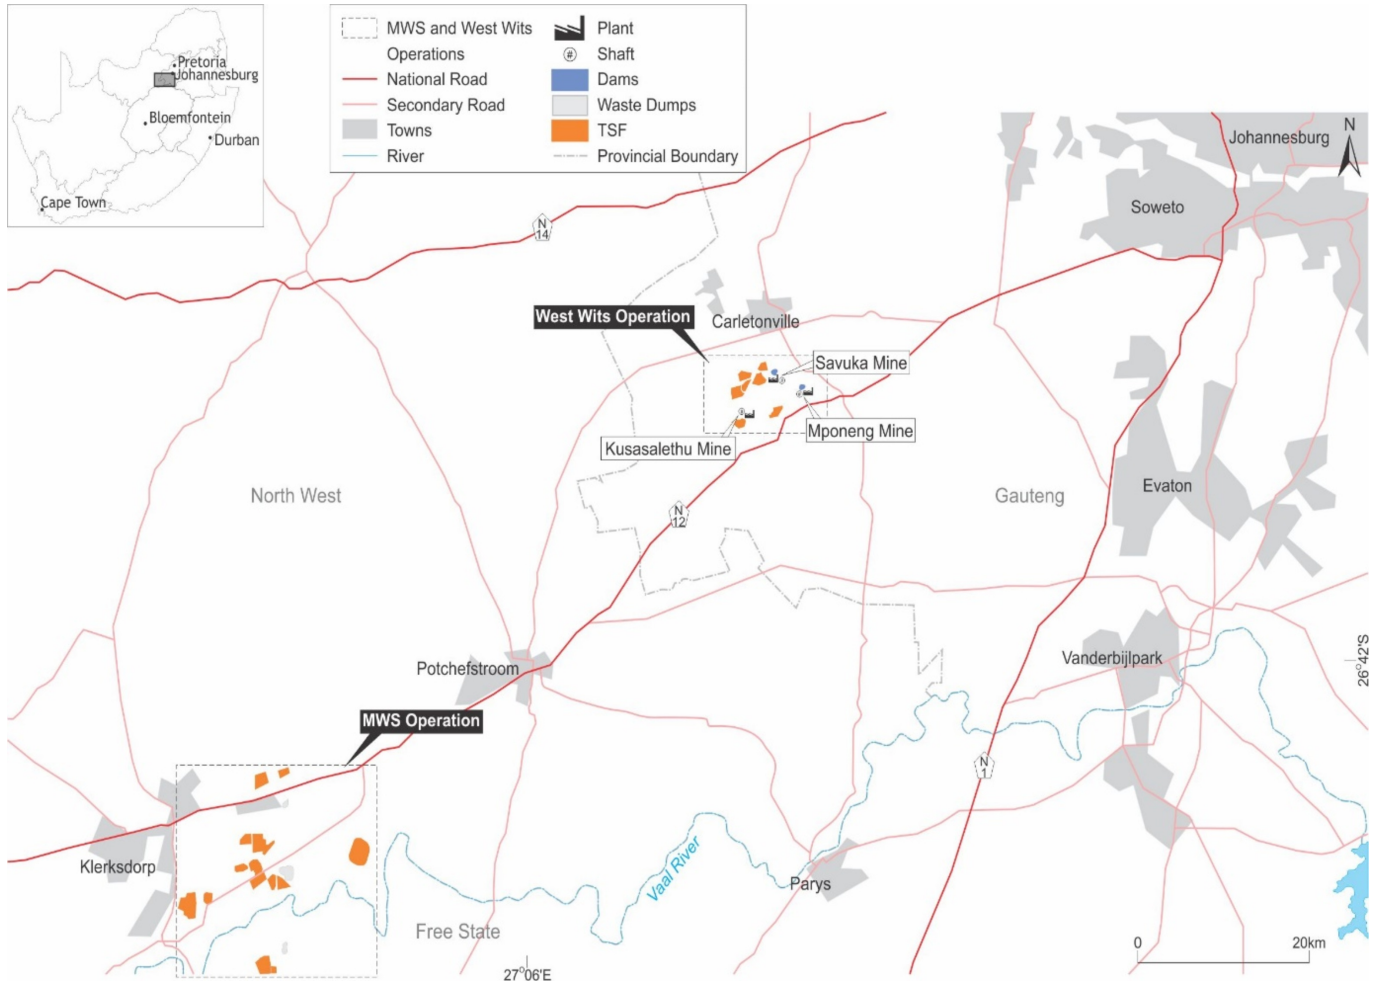 Pretoria
Johannesburg
Bloemfontein
Durban
Cape Town
MWS and West Wits
Operations
National Road
Secondary Road
Towns
River
Plant
# Shaft
Dams
Waste Dumps
TSF
Provincial Boundary
Johannesburg
N
Soweto
N
14
West Wits Operation
Carletonville
Savuka Mine
Mponeng Mine
Kusasalethu Mine
North West
Gauteng
Evaton
N
12
Potchefstroom
Vanderbijlpark
26°42'S
MWS Operation
N
1
Klerksdorp
Vaal River
Parys
Free State
0 20km
27°06'E